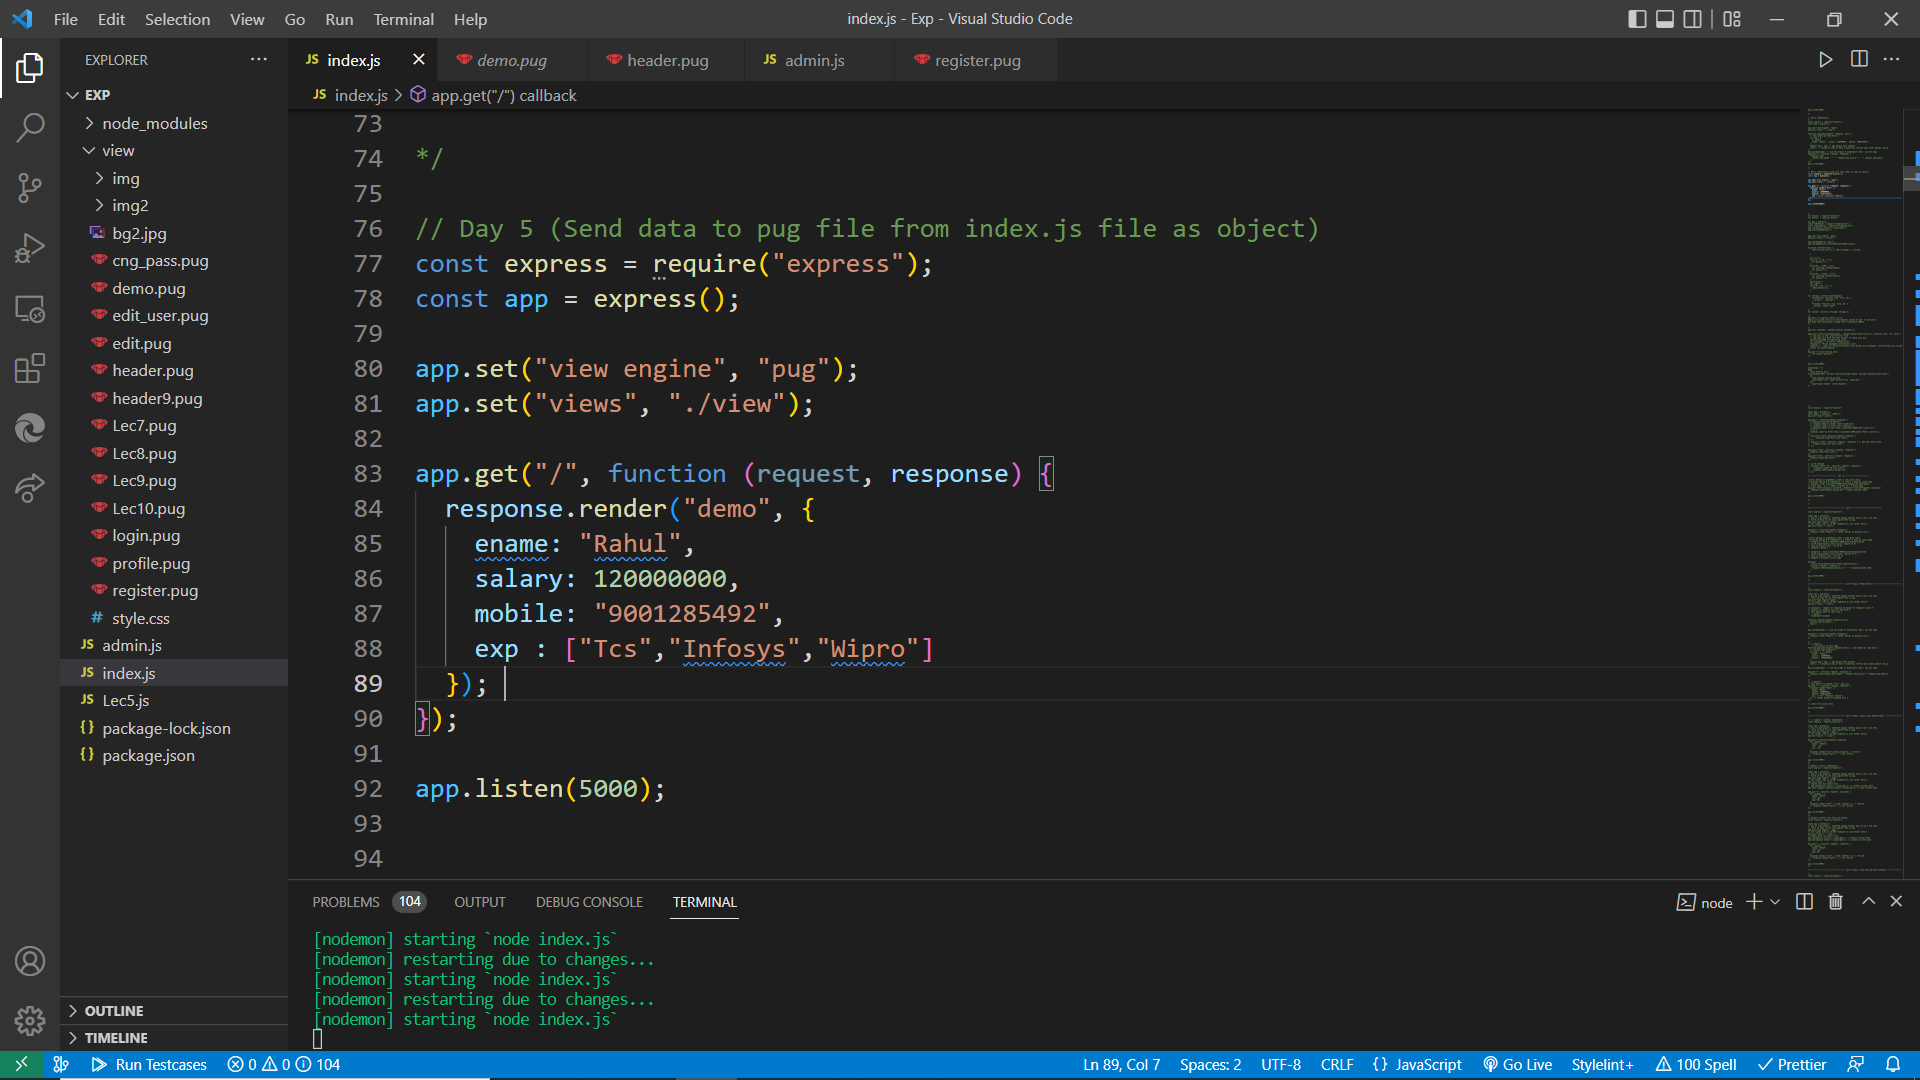 File Edit Selection View Go Run Terminal Help
index.js - Exp - Visual Studio Code
EXPLORER
EXP
node_modules
view
img
img2
bg2.jpg
cng_pass.pug
demo.pug
edit_user.pug
edit.pug
header.pug
header9.pug
Lec7.pug
Lec8.pug
Lec9.pug
Lec10.pug
login.pug
profile.pug
register.pug
# style.css
JS admin.js
JS index.js
JS Lec5.js
{} package-lock.json
{} package.json
OUTLINE
TIMELINE
JS index.js
demo.pug
header.pug
JS admin.js
register.pug
JS index.js > app.get("/") callback
73
74 */
75
76 // Day 5 (Send data to pug file from index.js file as object)
77 const express = require("express");
78 const app = express();
79
80 app.set("view engine", "pug");
81 app.set("views", "./view");
82
83 app.get("/", function (request, response) {
84 response.render("demo", {
85 ename: "Rahul",
86 salary: 120000000,
87 mobile: "9001285492",
88 exp : ["Tcs","Infosys","Wipro"]
89 });
90 });
91
92 app.listen(5000);
93
94
PROBLEMS 104 OUTPUT DEBUG CONSOLE TERMINAL
node
[nodemon] starting `node index.js`
[nodemon] restarting due to changes...
[nodemon] starting `node index.js`
[nodemon] restarting due to changes...
[nodemon] starting `node index.js`
Run Testcases 0 0 104
Ln 89, Col 7 Spaces: 2 UTF-8 CRLF {} JavaScript Go Live Stylelint+ 100 Spell Prettier